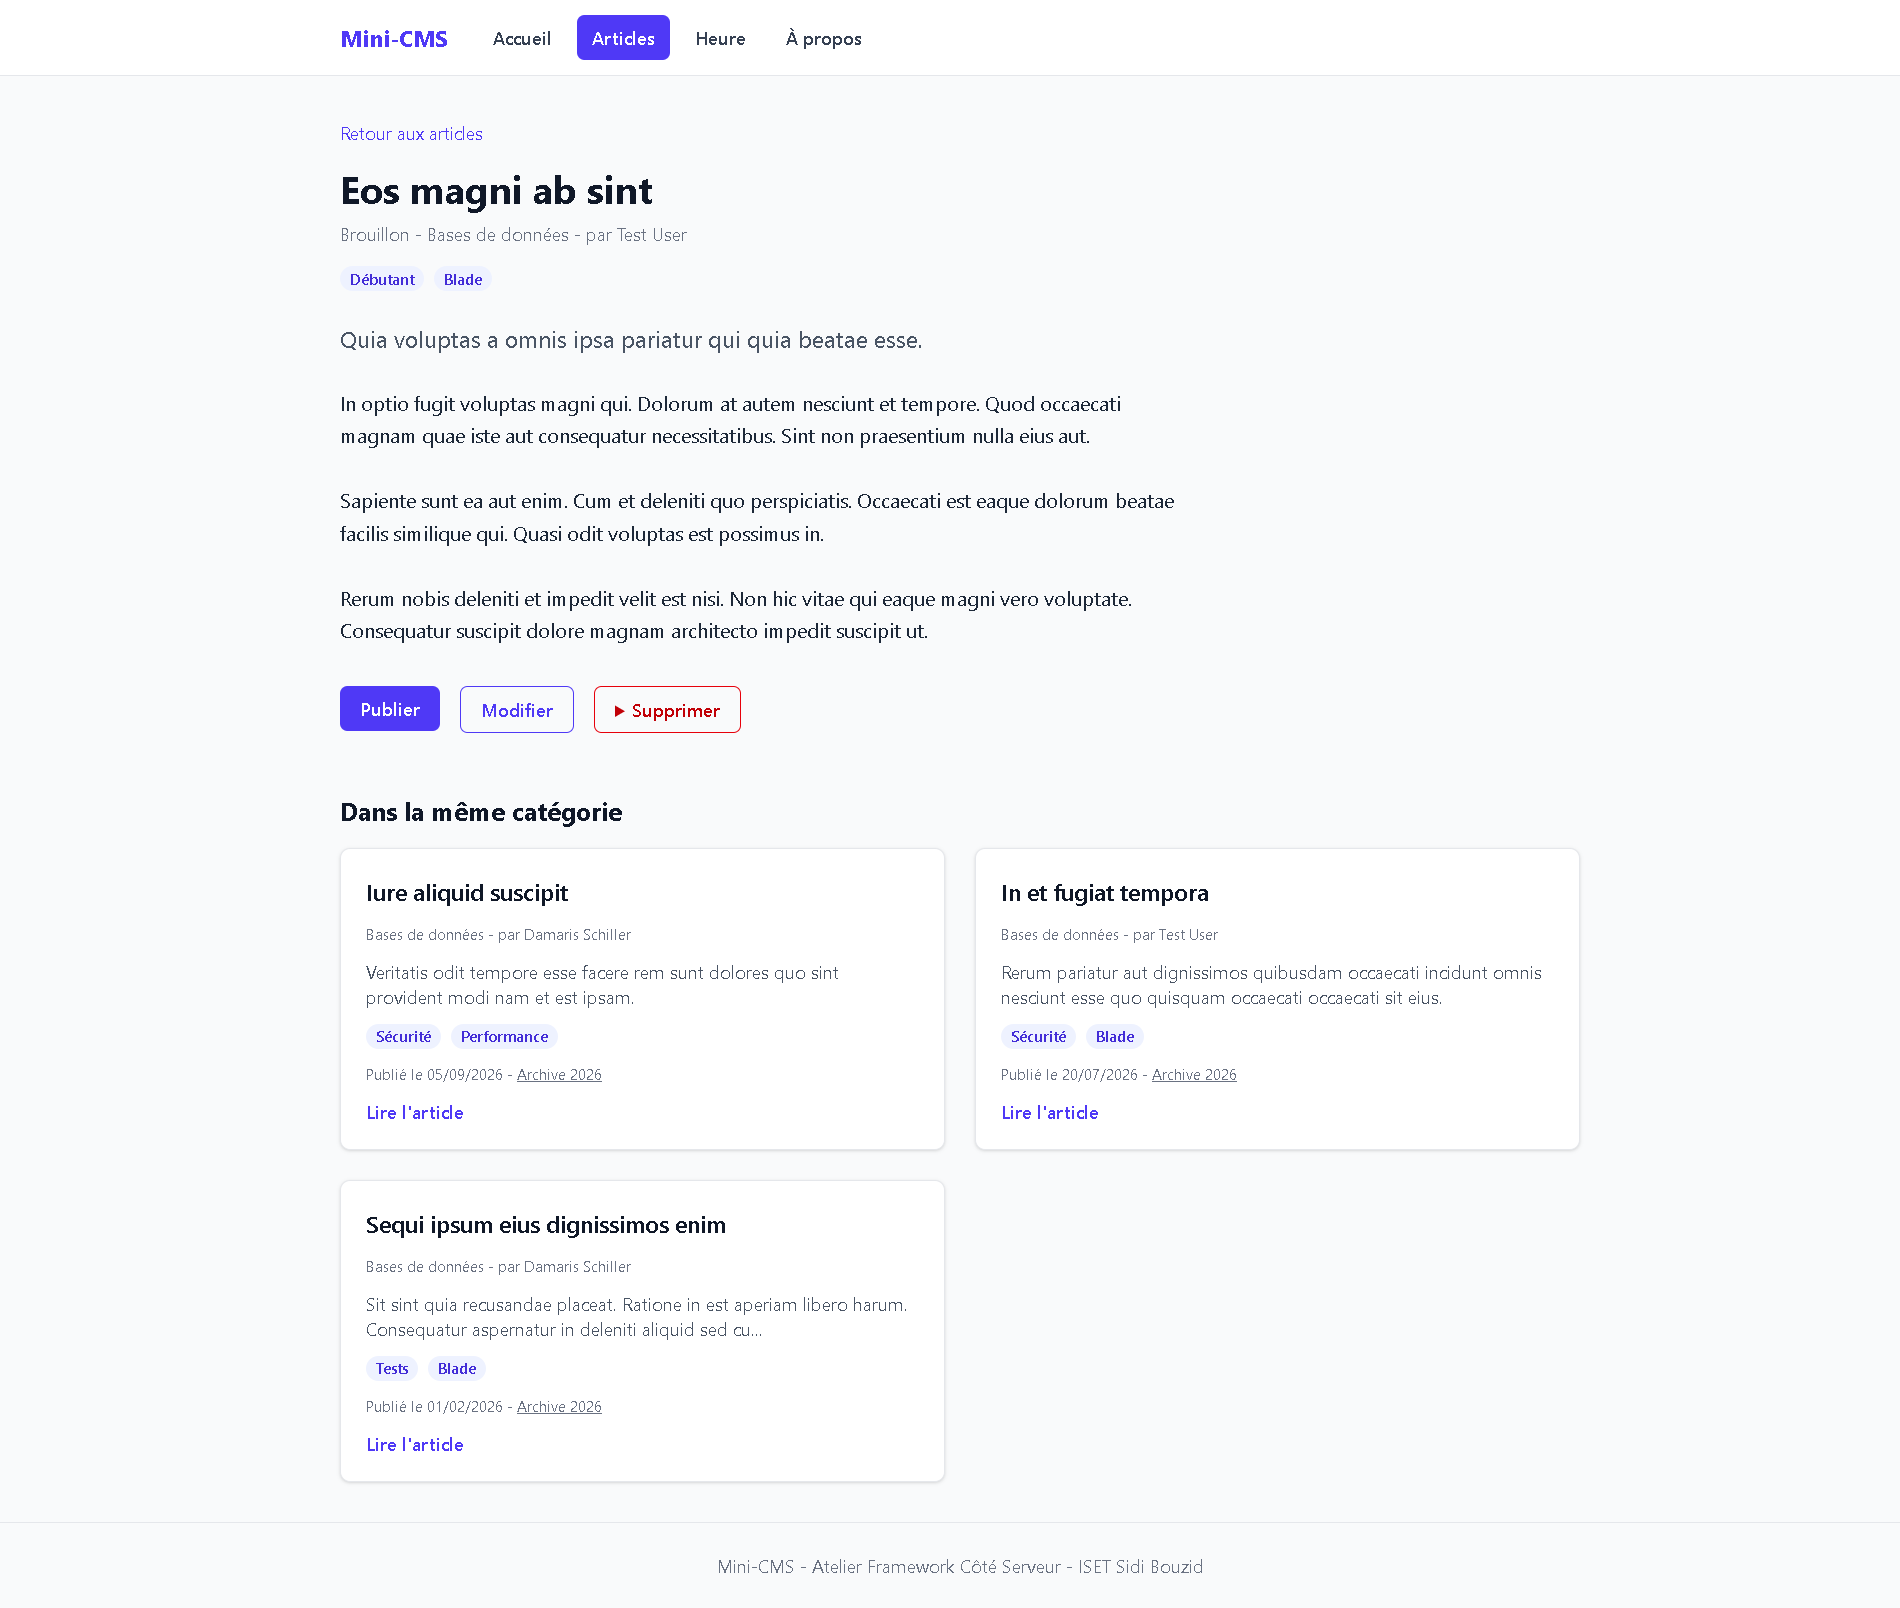 Mini-CMS Accueil Articles Heure À propos
Retour aux articles
Eos magni ab sint
Brouillon - Bases de données - par Test User
Débutant Blade
Quia voluptas a omnis ipsa pariatur qui quia beatae esse.
In optio fugit voluptas magni qui. Dolorum at autem nesciunt et tempore. Quod occaecati
magnam quae iste aut consequatur necessitatibus. Sint non praesentium nulla eius aut.
Sapiente sunt ea aut enim. Cum et deleniti quo perspiciatis. Occaecati est eaque dolorum beatae
facilis similique qui. Quasi odit voluptas est possimus in.
Rerum nobis deleniti et impedit velit est nisi. Non hic vitae qui eaque magni vero voluptate.
Consequatur suscipit dolore magnam architecto impedit suscipit ut.
Publier Modifier ▶ Supprimer
Dans la même catégorie
Iure aliquid suscipit
Bases de données - par Damaris Schiller
Veritatis odit tempore esse facere rem sunt dolores quo sint
provident modi nam et est ipsam.
Sécurité Performance
Publié le 05/09/2026 - Archive 2026
Lire l'article
In et fugiat tempora
Bases de données - par Test User
Rerum pariatur aut dignissimos quibusdam occaecati incidunt omnis
nesciunt esse quo quisquam occaecati occaecati sit eius.
Sécurité Blade
Publié le 20/07/2026 - Archive 2026
Lire l'article
Sequi ipsum eius dignissimos enim
Bases de données - par Damaris Schiller
Sit sint quia recusandae placeat. Ratione in est aperiam libero harum.
Consequatur aspernatur in deleniti aliquid sed cu...
Tests Blade
Publié le 01/02/2026 - Archive 2026
Lire l'article
Mini-CMS - Atelier Framework Côté Serveur - ISET Sidi Bouzid